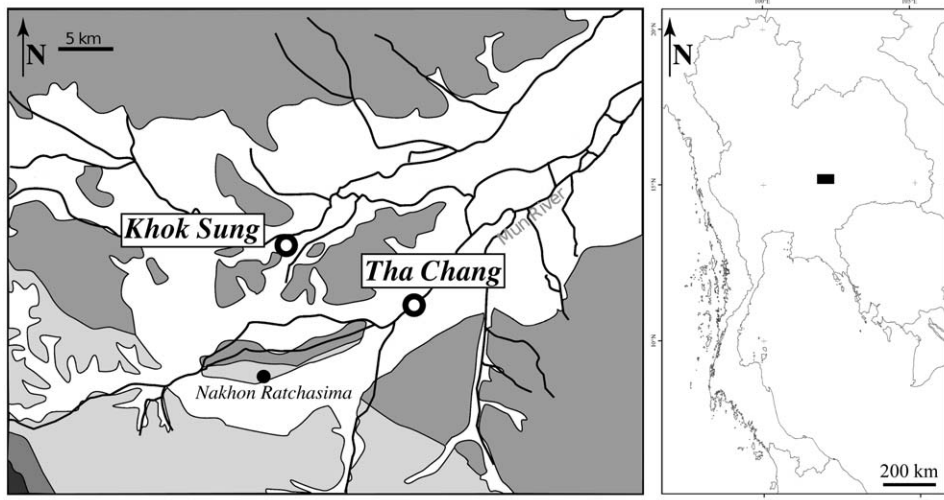 N
5 km
Khok Sung
Tha Chang
Mun River
Nakhon Ratchasima
N
200 km